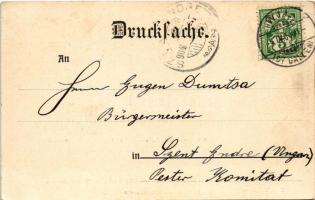 Drucksache.
An
Herrn Eugen Dumtsa
Bürgermeister
in Szent Endre (Ungarn)
Pester Komitat